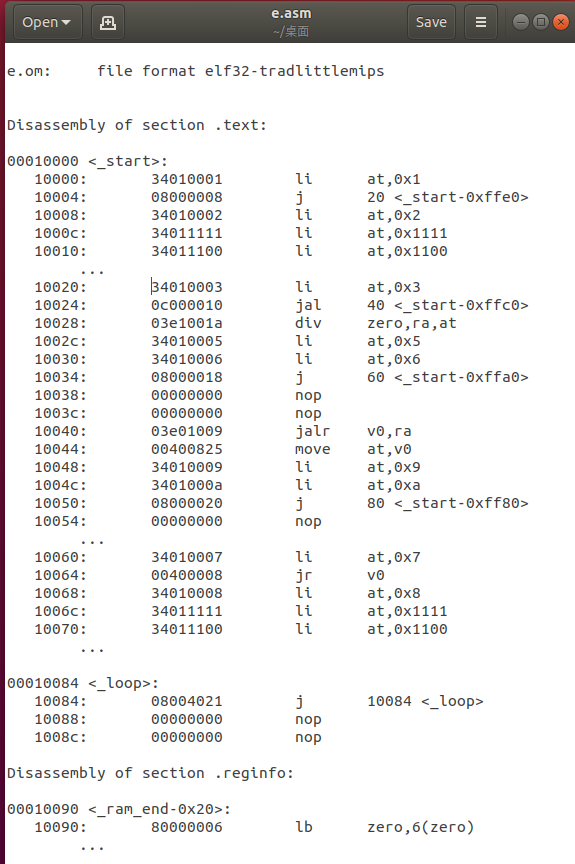 Open e.asm Save
~/桌面
e.om:     file format elf32-tradlittlemips
Disassembly of section .text:
00010000 <_start>:
10000:       34010001        li      at,0x1
10004:       08000008        j       20 <_start-0xffe0>
10008:       34010002        li      at,0x2
1000c:       34011111        li      at,0x1111
10010:       34011100        li      at,0x1100
...
10020:       34010003        li      at,0x3
10024:       0c000010        jal     40 <_start-0xffc0>
10028:       03e1001a        div     zero,ra,at
1002c:       34010005        li      at,0x5
10030:       34010006        li      at,0x6
10034:       08000018        j       60 <_start-0xffa0>
10038:       00000000        nop
1003c:       00000000        nop
10040:       03e01009        jalr    v0,ra
10044:       00400825        move    at,v0
10048:       34010009        li      at,0x9
1004c:       3401000a        li      at,0xa
10050:       08000020        j       80 <_start-0xff80>
10054:       00000000        nop
...
10060:       34010007        li      at,0x7
10064:       00400008        jr      v0
10068:       34010008        li      at,0x8
1006c:       34011111        li      at,0x1111
10070:       34011100        li      at,0x1100
...
00010084 <_loop>:
10084:       08004021        j       10084 <_loop>
10088:       00000000        nop
1008c:       00000000        nop
Disassembly of section .reginfo:
00010090 <_ram_end-0x20>:
10090:       80000006        lb      zero,6(zero)
...